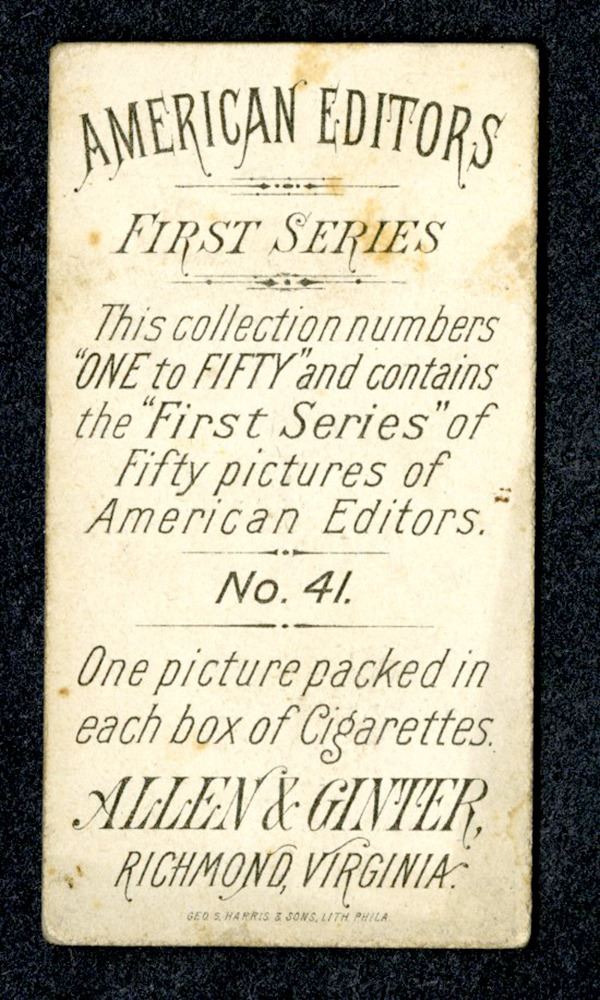 AMERICAN EDITORS
FIRST SERIES
This collection numbers
"ONE to FIFTY" and contains
the "First Series" of
Fifty pictures of
American Editors.
No. 41.
One picture packed in
each box of Cigarettes.
ALLEN & GINTER,
RICHMOND, VIRGINIA.
GEO. S. HARRIS & SONS, LITH. PHILA.